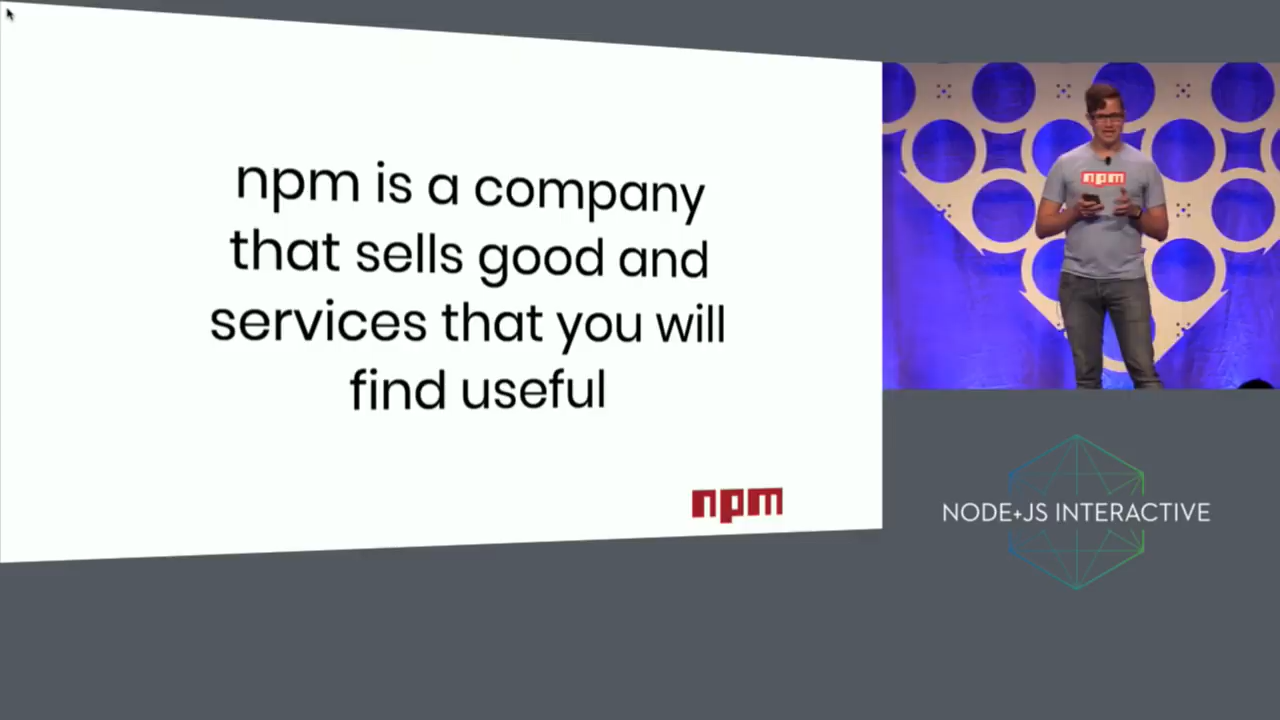 npm is a company
that sells good and
services that you will
find useful
npm
npm
NODE+JS INTERACTIVE